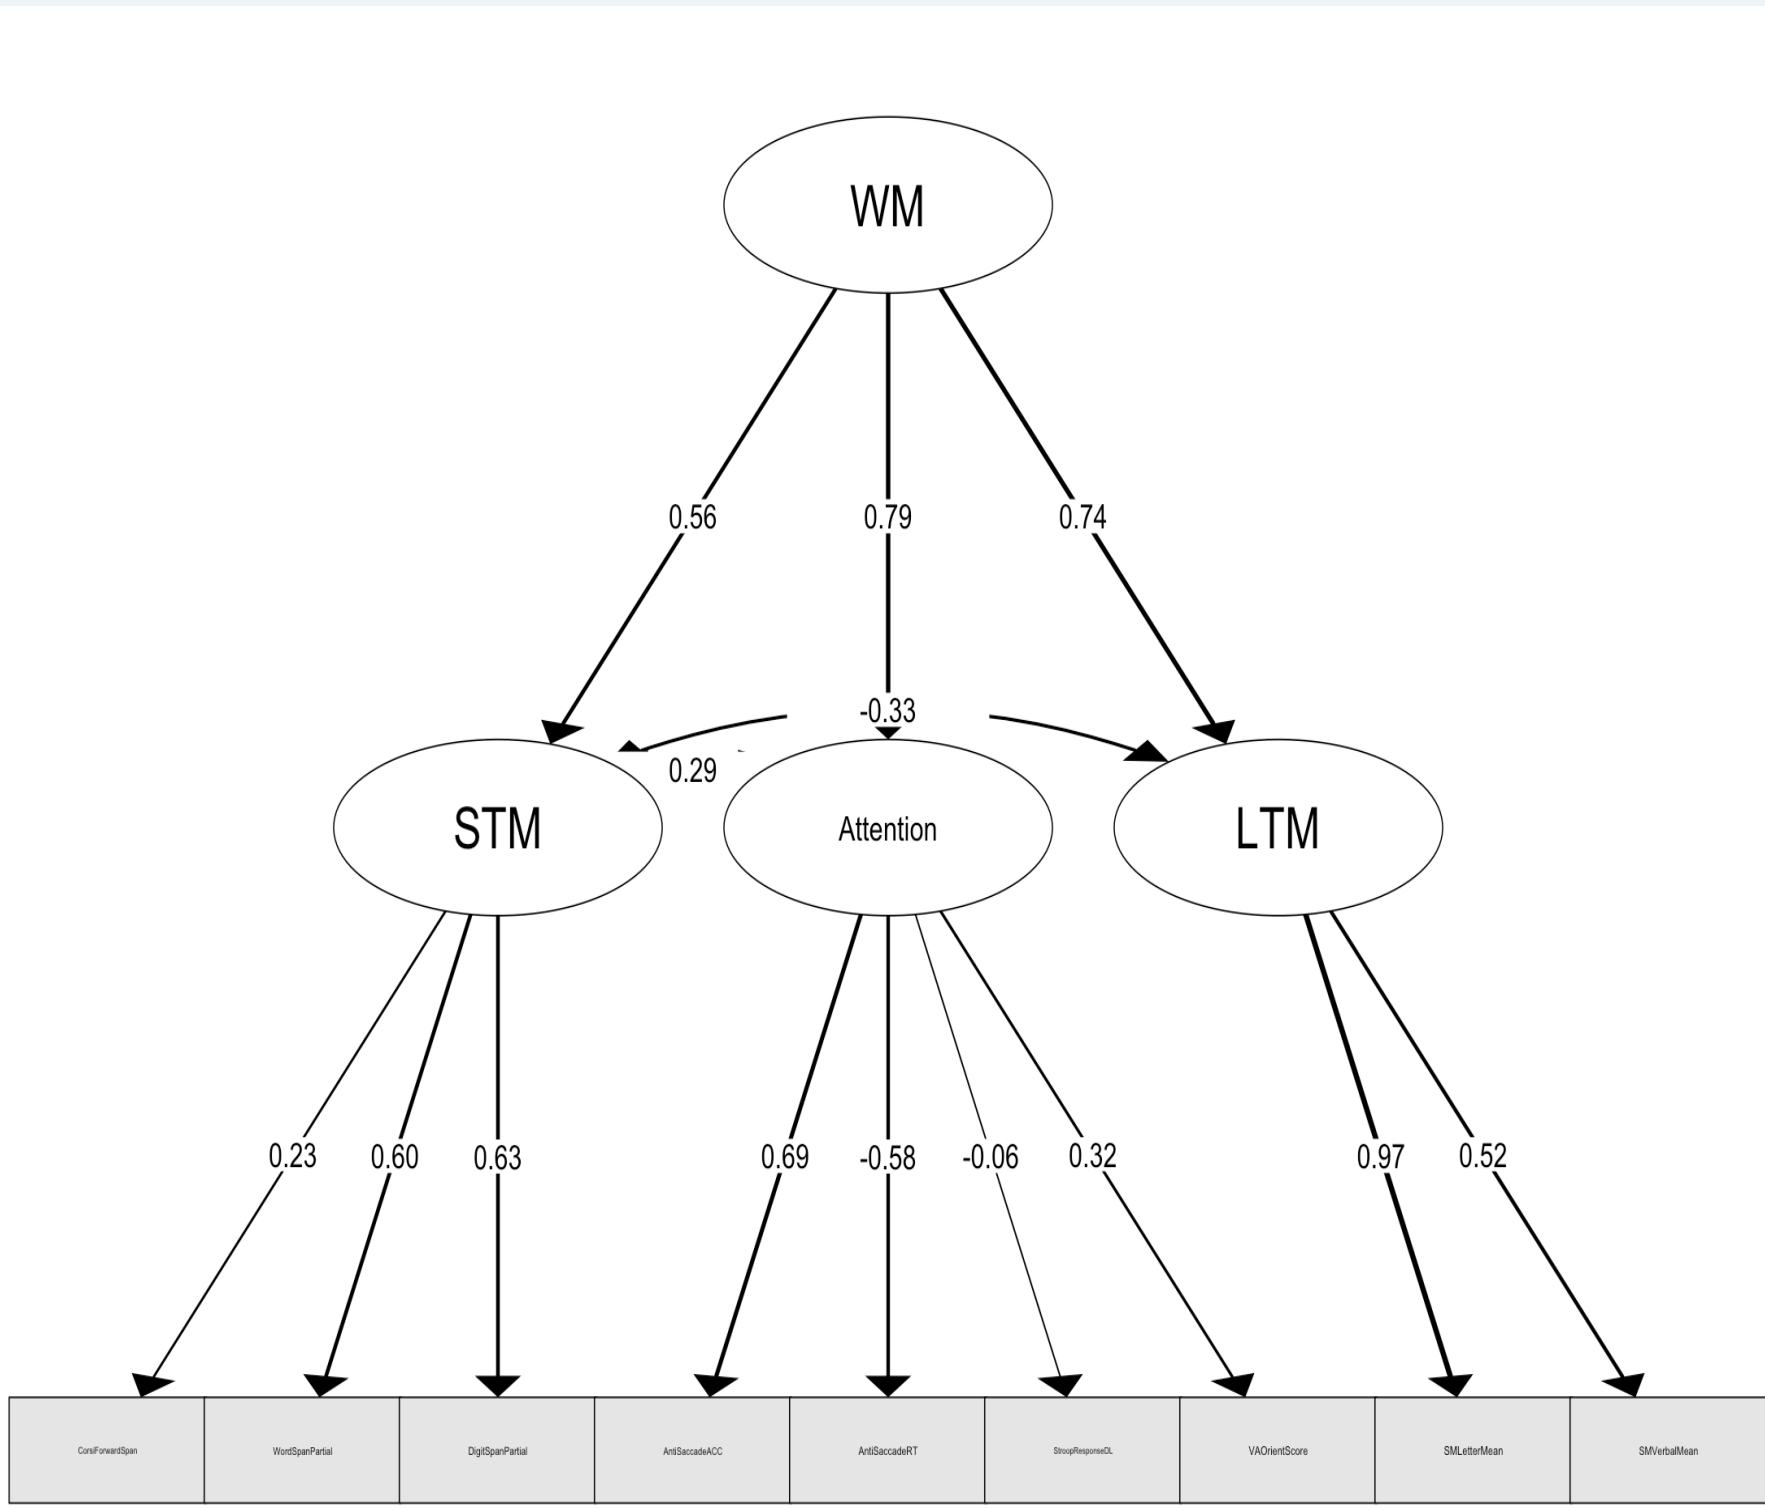 WM
0.56
0.79
0.74
-0.33
0.29
STM
Attention
LTM
0.23
0.60
0.63
0.69
-0.58
-0.06
0.32
0.97
0.52
CorsiForwardSpan
WordSpanPartial
DigitSpanPartial
AntiSaccadeACC
AntiSaccadeRT
StroopResponseDL
VAOrientScore
SMLetterMean
SMVerbalMean